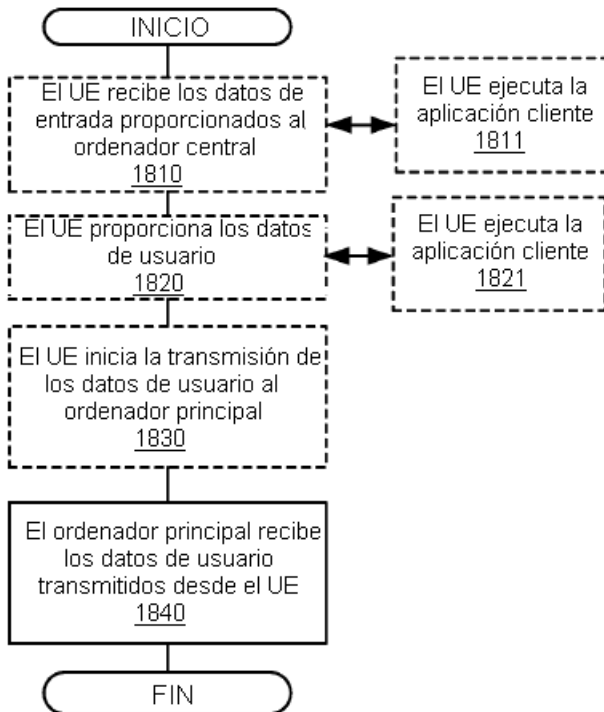 INICIO
El UE recibe los datos de
entrada proporcionados al
ordenador central
1810
El UE ejecuta la
aplicación cliente
1811
El UE proporciona los datos
de usuario
1820
El UE ejecuta la
aplicación cliente
1821
El UE inicia la transmisión de
los datos de usuario al
ordenador principal
1830
El ordenador principal recibe
los datos de usuario
transmitidos desde el UE
1840
FIN